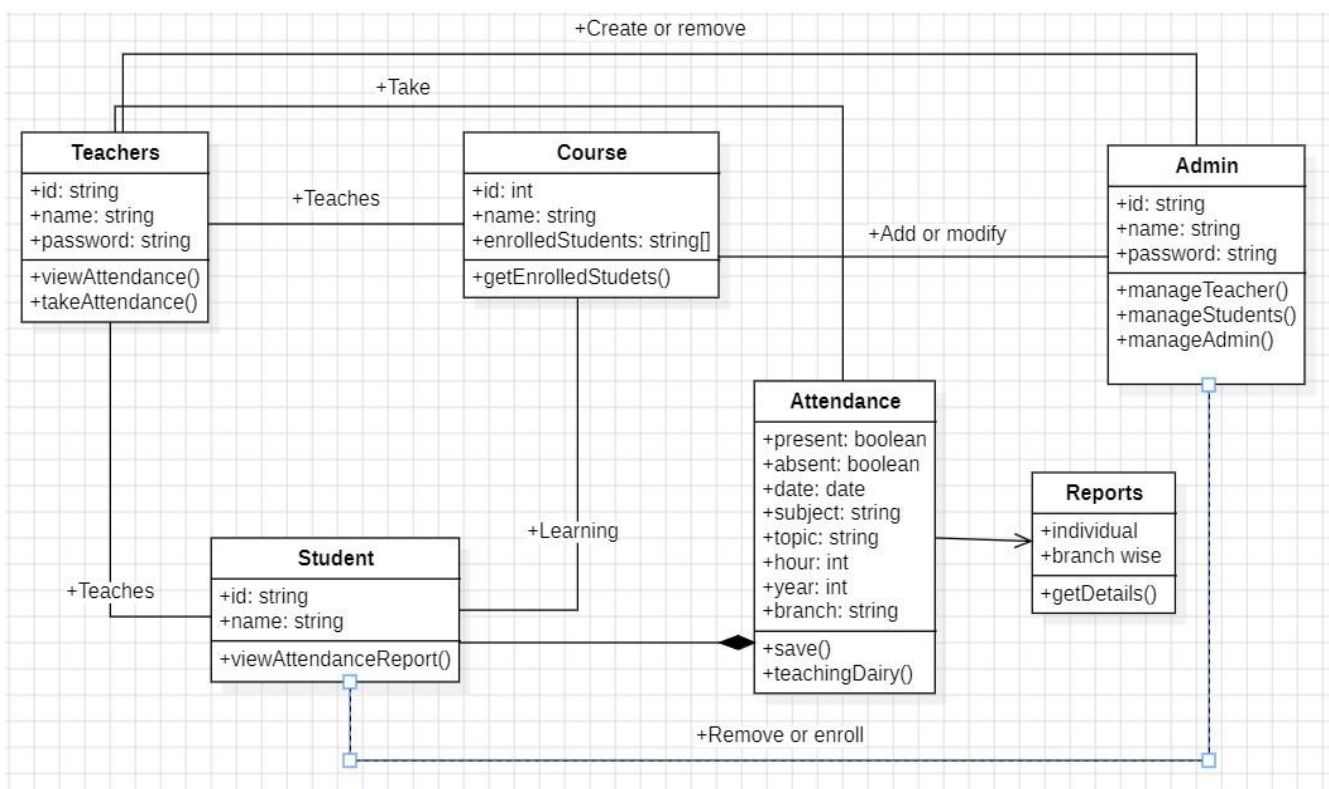 +Create or remove
+Take
Teachers
+id: string
+name: string
+password: string
+viewAttendance()
+takeAttendance()
+Teaches
Course
+id: int
+name: string
+enrolledStudents: string[]
+getEnrolledStudets()
+Add or modify
Admin
+id: string
+name: string
+password: string
+manageTeacher()
+manageStudents()
+manageAdmin()
Attendance
+present: boolean
+absent: boolean
+date: date
+subject: string
+topic: string
+hour: int
+year: int
+branch: string
+save()
+teachingDairy()
Reports
+individual
+branch wise
+getDetails()
+Learning
+Teaches
Student
+id: string
+name: string
+viewAttendanceReport()
+Remove or enroll